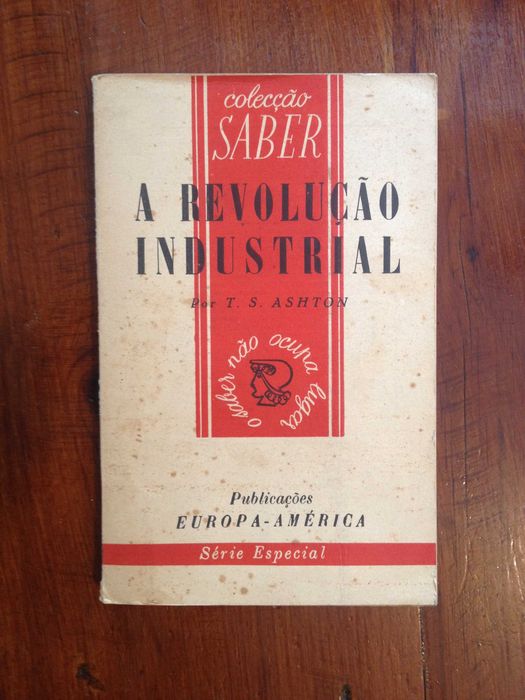 colecção
SABER
A REVOLUÇÃO
INDUSTRIAL
Por T. S. ASHTON
o saber não ocupa lugar
Publicações
EUROPA-AMÉRICA
Série Especial